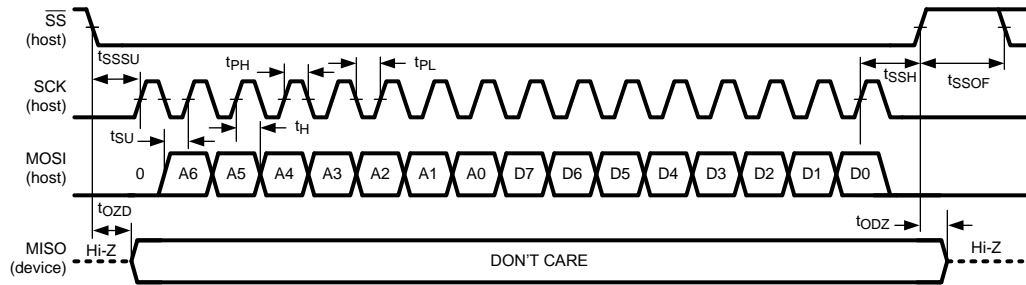 SS
(host)
tSSSU
tPH
tPL
tSSH
tSSOF
SCK
(host)
tSU
tH
MOSI
(host)
0 A6 A5 A4 A3 A2 A1 A0 D7 D6 D5 D4 D3 D2 D1 D0
tOZD
tODZ
MISO
(device)
Hi-Z
DON'T CARE
Hi-Z